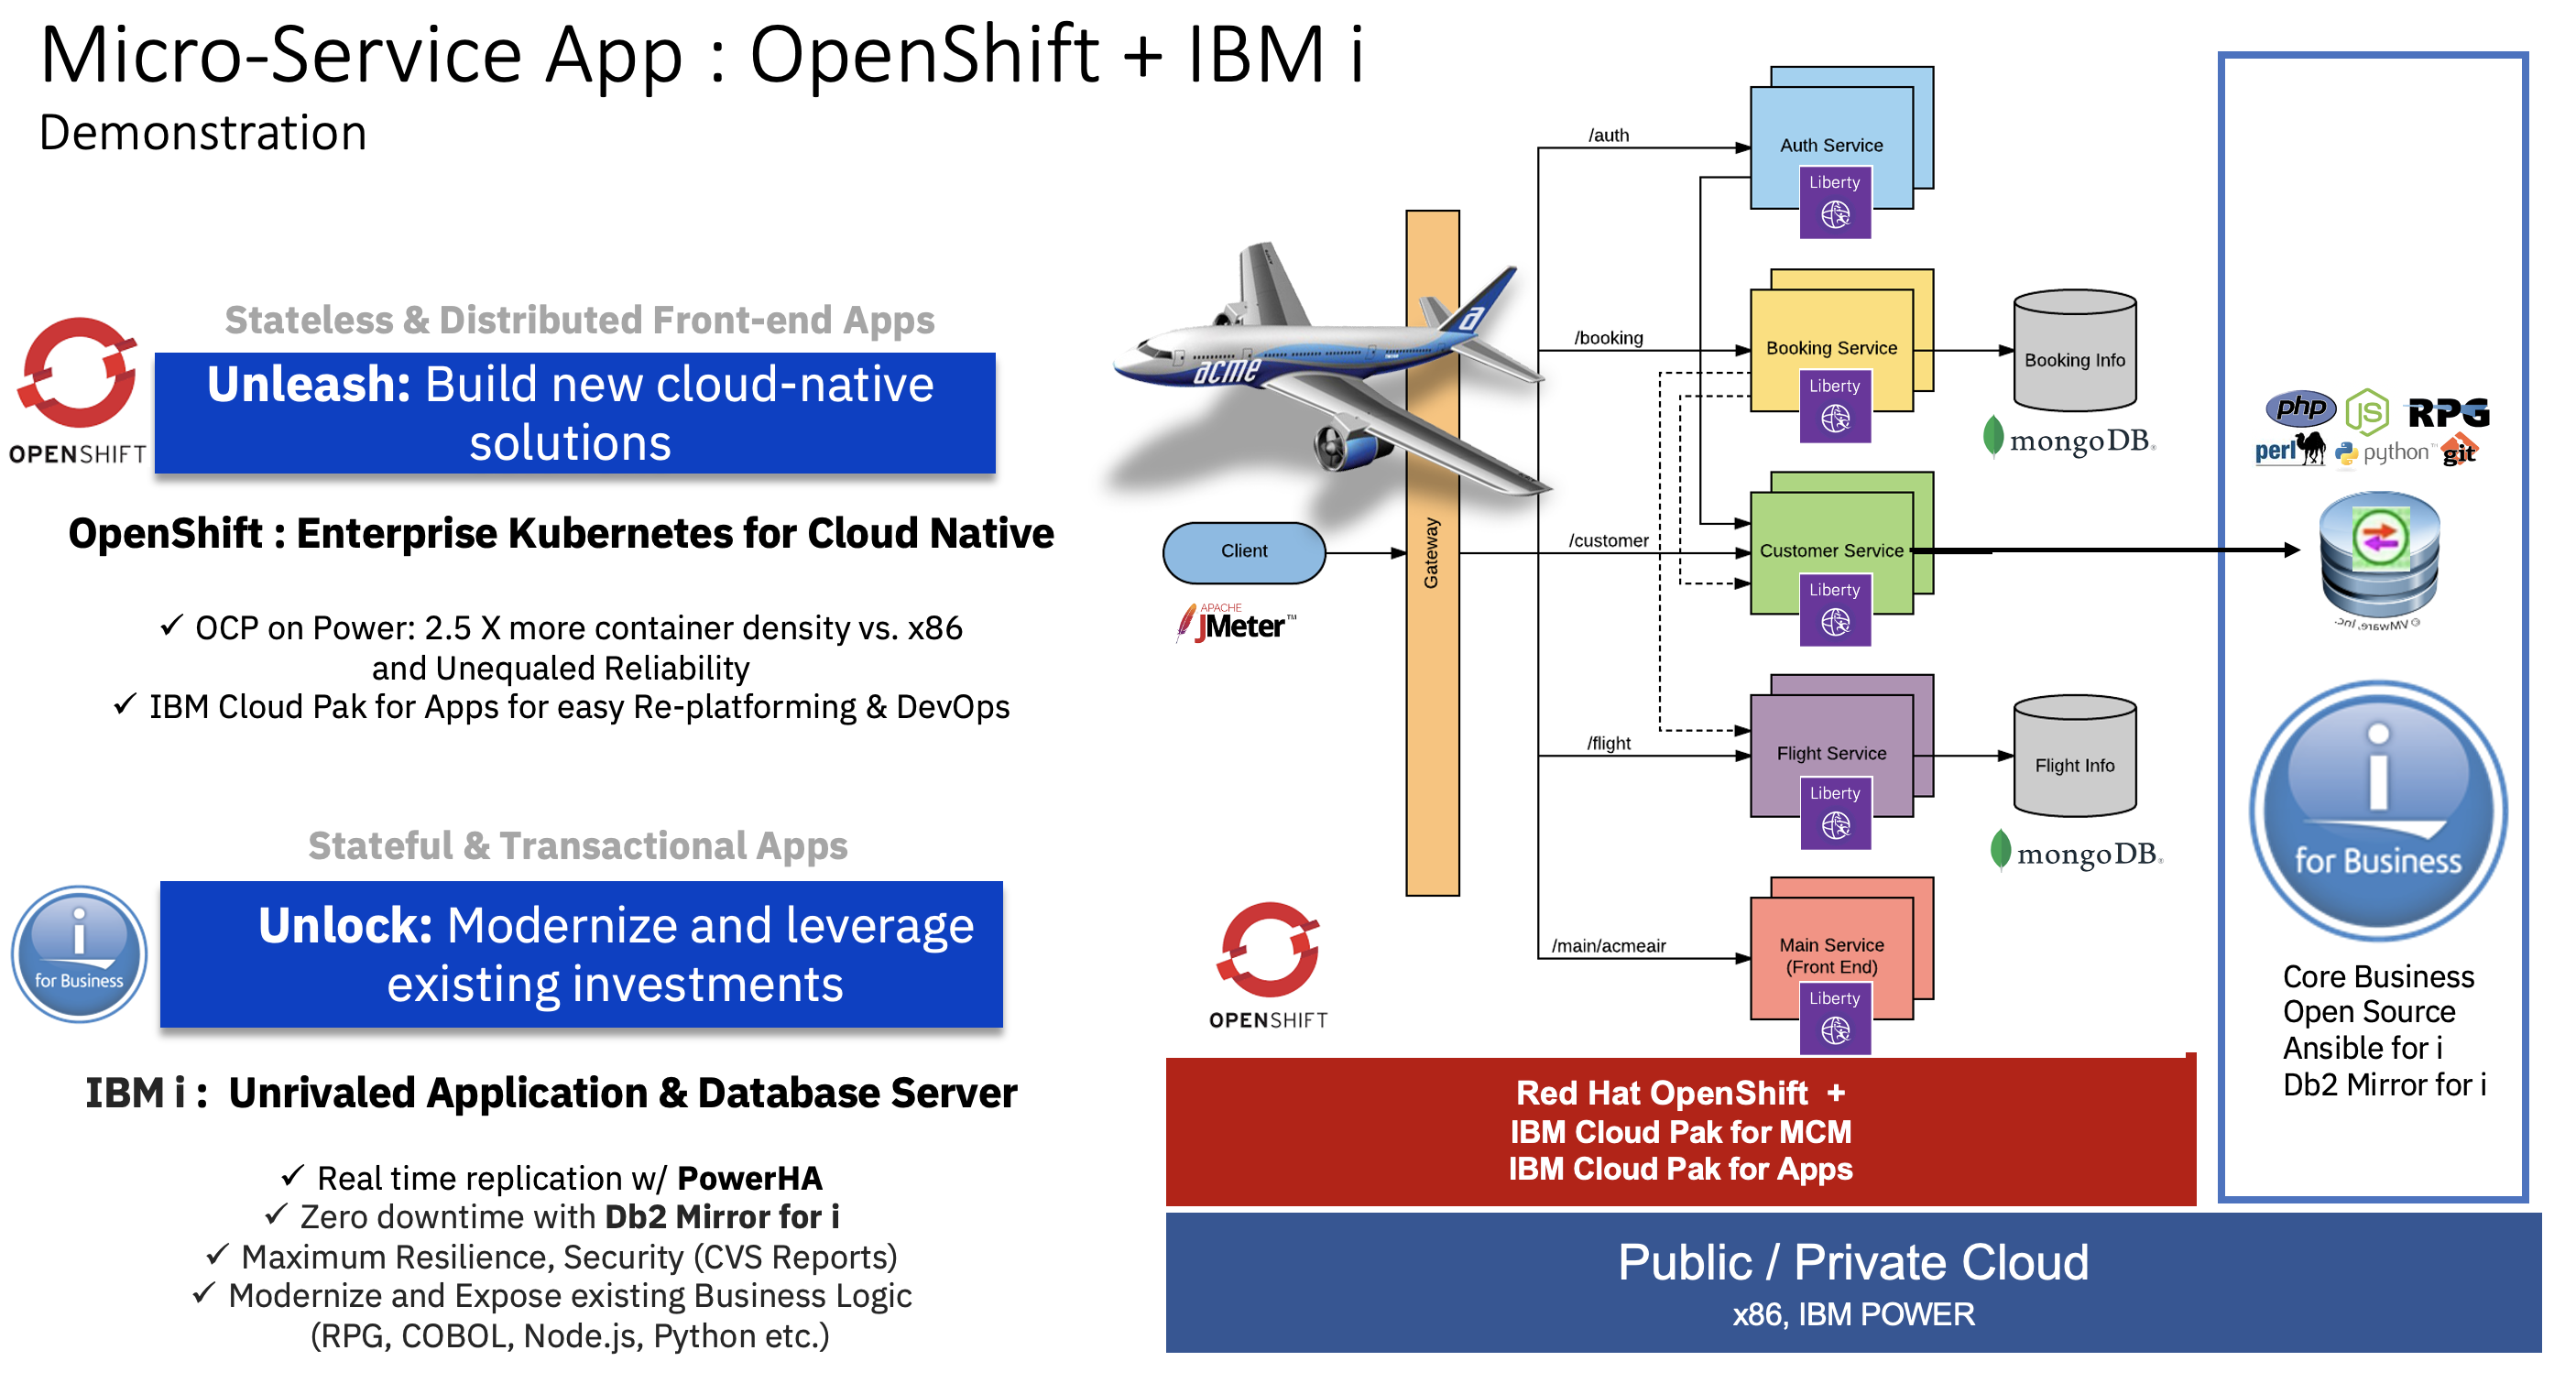 Micro-Service App : OpenShift + IBM i
Demonstration
Stateless & Distributed Front-end Apps
OPENSHIFT
Unleash: Build new cloud-native
solutions
OpenShift : Enterprise Kubernetes for Cloud Native
✓ OCP on Power: 2.5 X more container density vs. x86
and Unequaled Reliability
✓ IBM Cloud Pak for Apps for easy Re-platforming & DevOps
Stateful & Transactional Apps
i
for Business
Unlock: Modernize and leverage
existing investments
IBM i : Unrivaled Application & Database Server
✓ Real time replication w/ PowerHA
✓ Zero downtime with Db2 Mirror for i
✓ Maximum Resilience, Security (CVS Reports)
✓ Modernize and Expose existing Business Logic
(RPG, COBOL, Node.js, Python etc.)
acme
a
Client
APACHE
JMeter™
Gateway
/auth
Auth Service
Liberty
/booking
Booking Service
Liberty
Booking Info
mongoDB®
/customer
Customer Service
Liberty
/flight
Flight Service
Liberty
Flight Info
mongoDB®
/main/acmeair
Main Service
(Front End)
Liberty
OPENSHIFT
php
JS
RPG
perl
python™
git
© VMware, Inc.
i
for Business
Core Business
Open Source
Ansible for i
Db2 Mirror for i
Red Hat OpenShift +
IBM Cloud Pak for MCM
IBM Cloud Pak for Apps
Public / Private Cloud
x86, IBM POWER